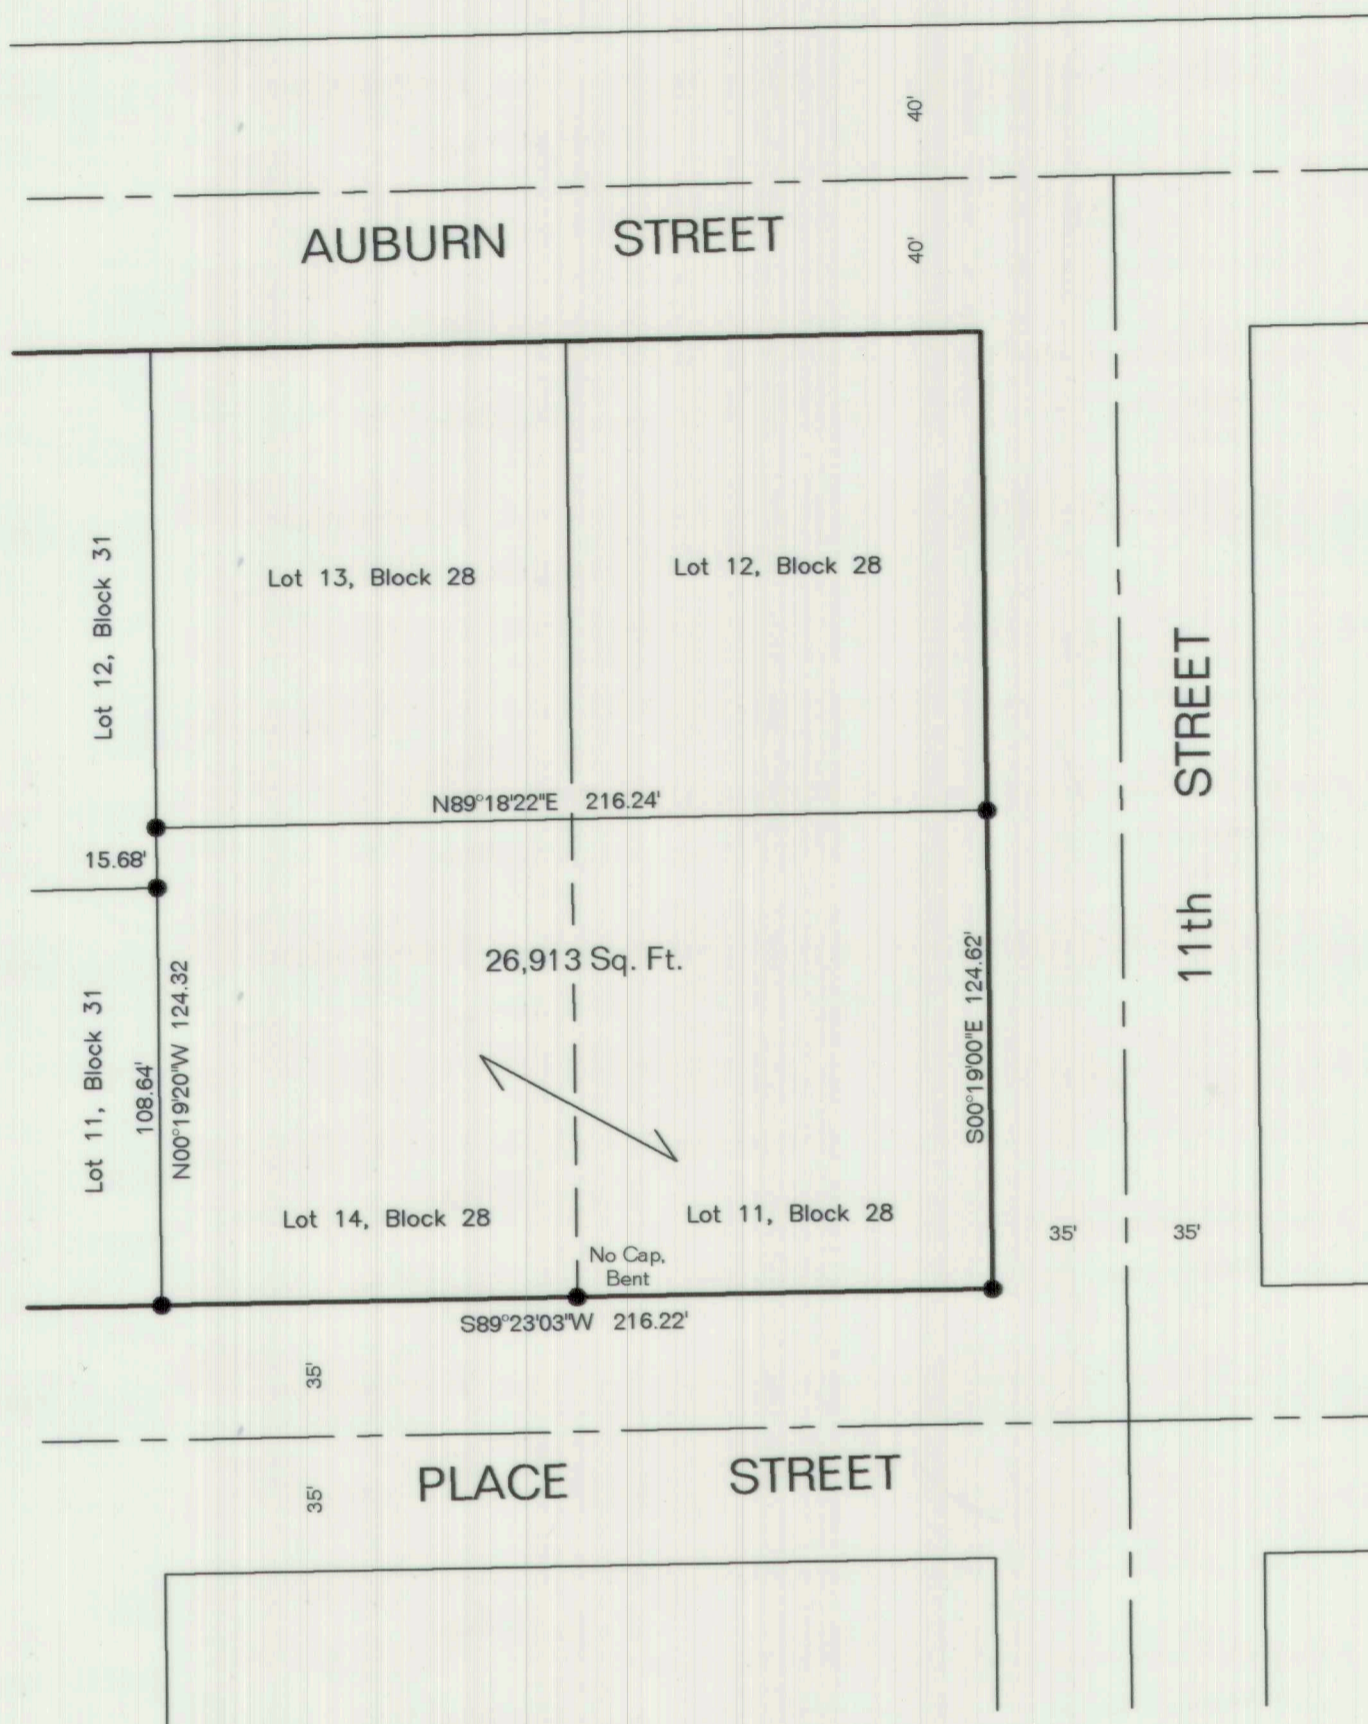 40'
AUBURN STREET
40'
Lot 12, Block 31
Lot 13, Block 28
Lot 12, Block 28
11th STREET
N89°18'22"E 216.24'
15.68'
26,913 Sq. Ft.
S00°19'00"E 124.62'
Lot 11, Block 31
108.64'
N00°19'20"W 124.32
Lot 14, Block 28
Lot 11, Block 28
35'
35'
No Cap,
Bent
S89°23'03"W 216.22'
35'
PLACE STREET
35'